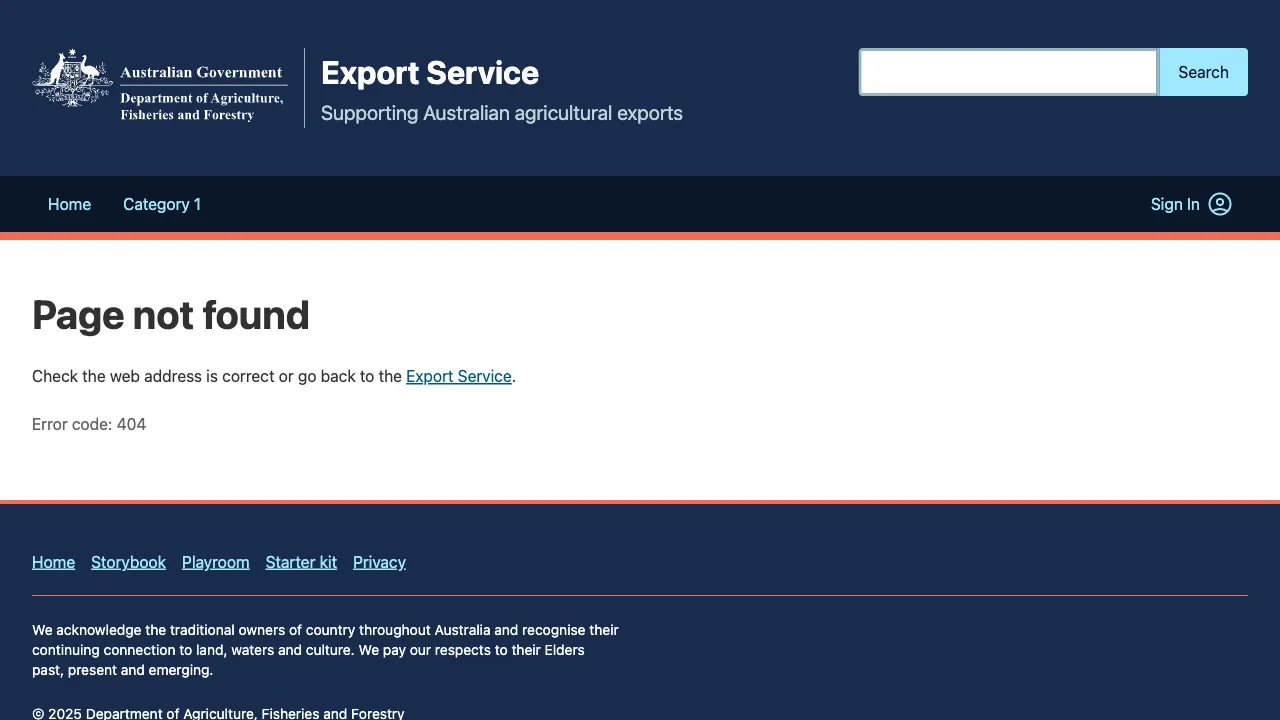 Australian Government
Department of Agriculture,
Fisheries and Forestry
Export Service
Supporting Australian agricultural exports
Search
Home
Category 1
Sign In
Page not found
Check the web address is correct or go back to the Export Service.
Error code: 404
Home
Storybook
Playroom
Starter kit
Privacy
We acknowledge the traditional owners of country throughout Australia and recognise their
continuing connection to land, waters and culture. We pay our respects to their Elders
past, present and emerging.
© 2025 Department of Agriculture, Fisheries and Forestry